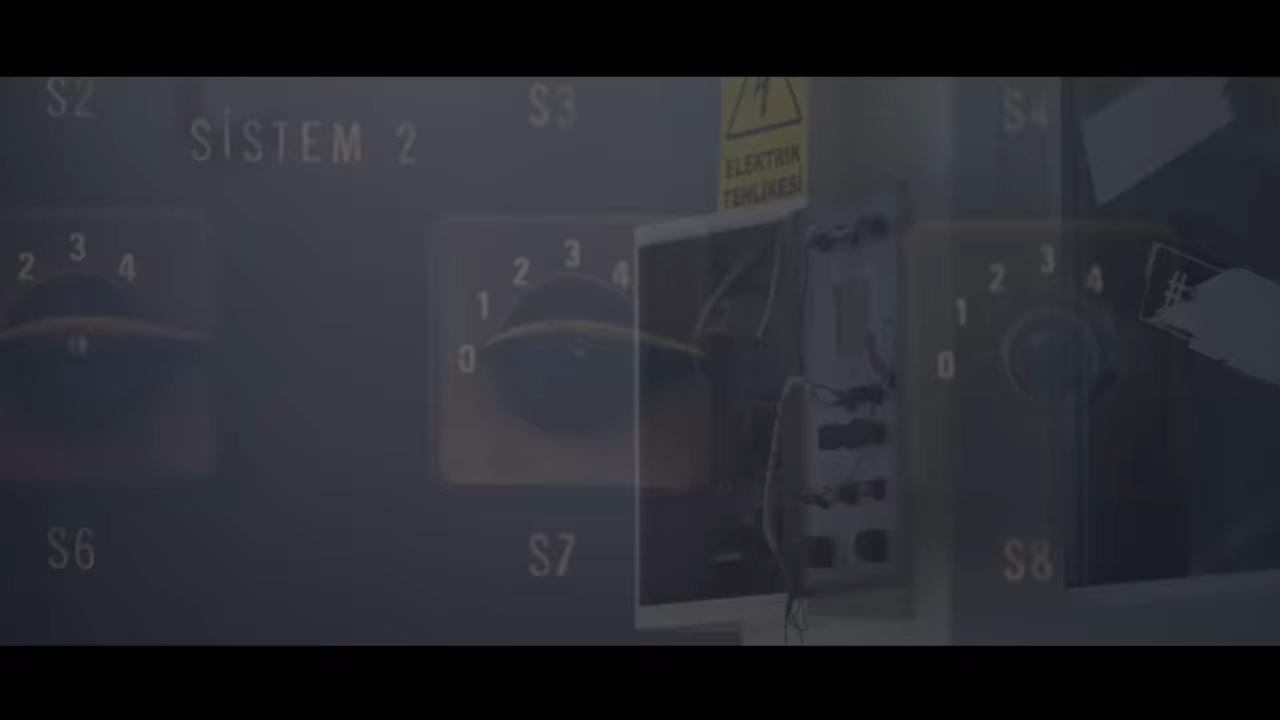 S2
S3
S4
SİSTEM 2
ELEKTRİK
TEHLİKESİ
2 3 4
0 1 2 3 4
0 1 2 3 4
#
S6
S7
S8